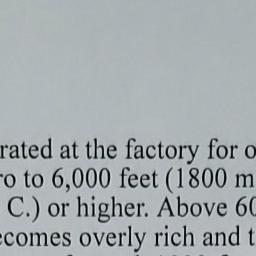 rated at the factory for o
ro to 6,000 feet (1800 m
C.) or higher. Above 60
ecomes overly rich and t